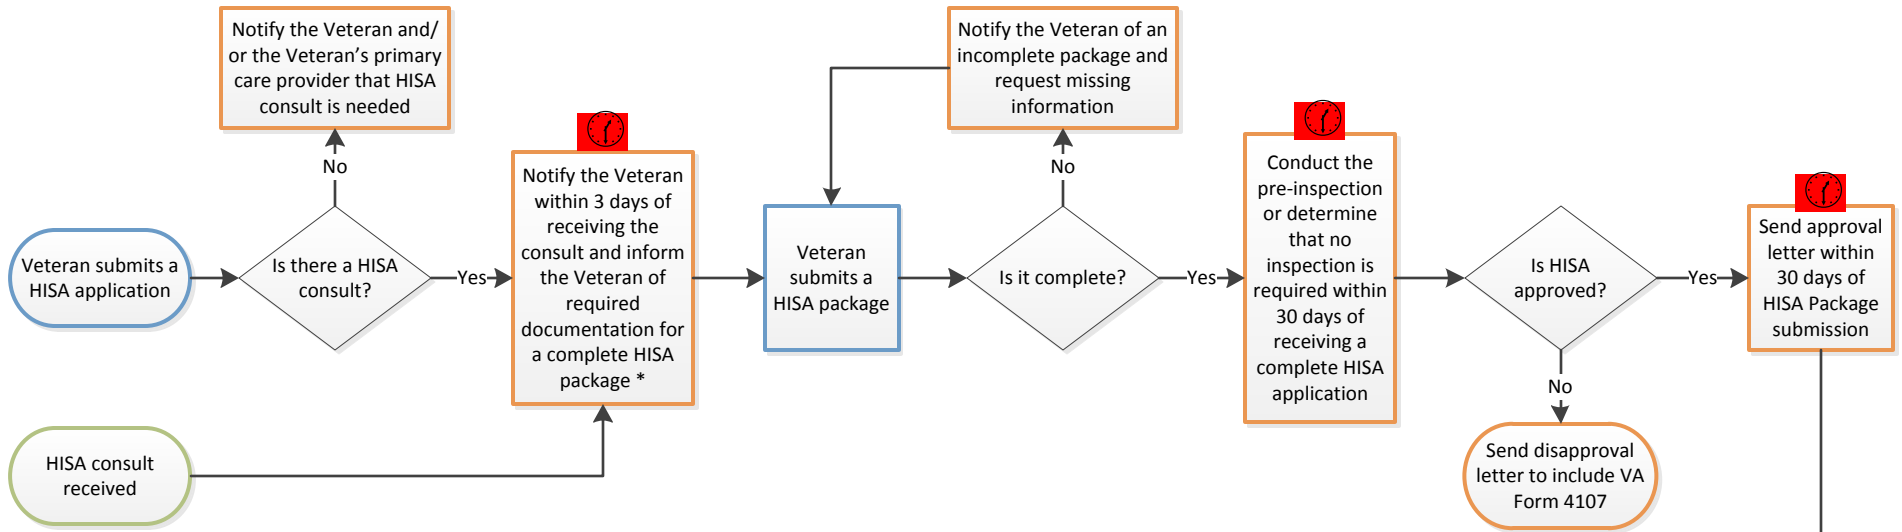 Notify the Veteran and/
or the Veteran's primary
care provider that HISA
consult is needed
Notify the Veteran of an
incomplete package and
request missing
information
No
No
Veteran submits a
HISA application
Is there a HISA
consult?
Yes
Notify the Veteran
within 3 days of
receiving the
consult and inform
the Veteran of
required
documentation for
a complete HISA
package *
Veteran
submits a
HISA package
Is it complete?
Yes
Conduct the
pre-inspection
or determine
that no
inspection is
required within
30 days of
receiving a
complete HISA
application
Is HISA
approved?
Yes
Send approval
letter within
30 days of
HISA Package
submission
No
HISA consult
received
Send disapproval
letter to include VA
Form 4107